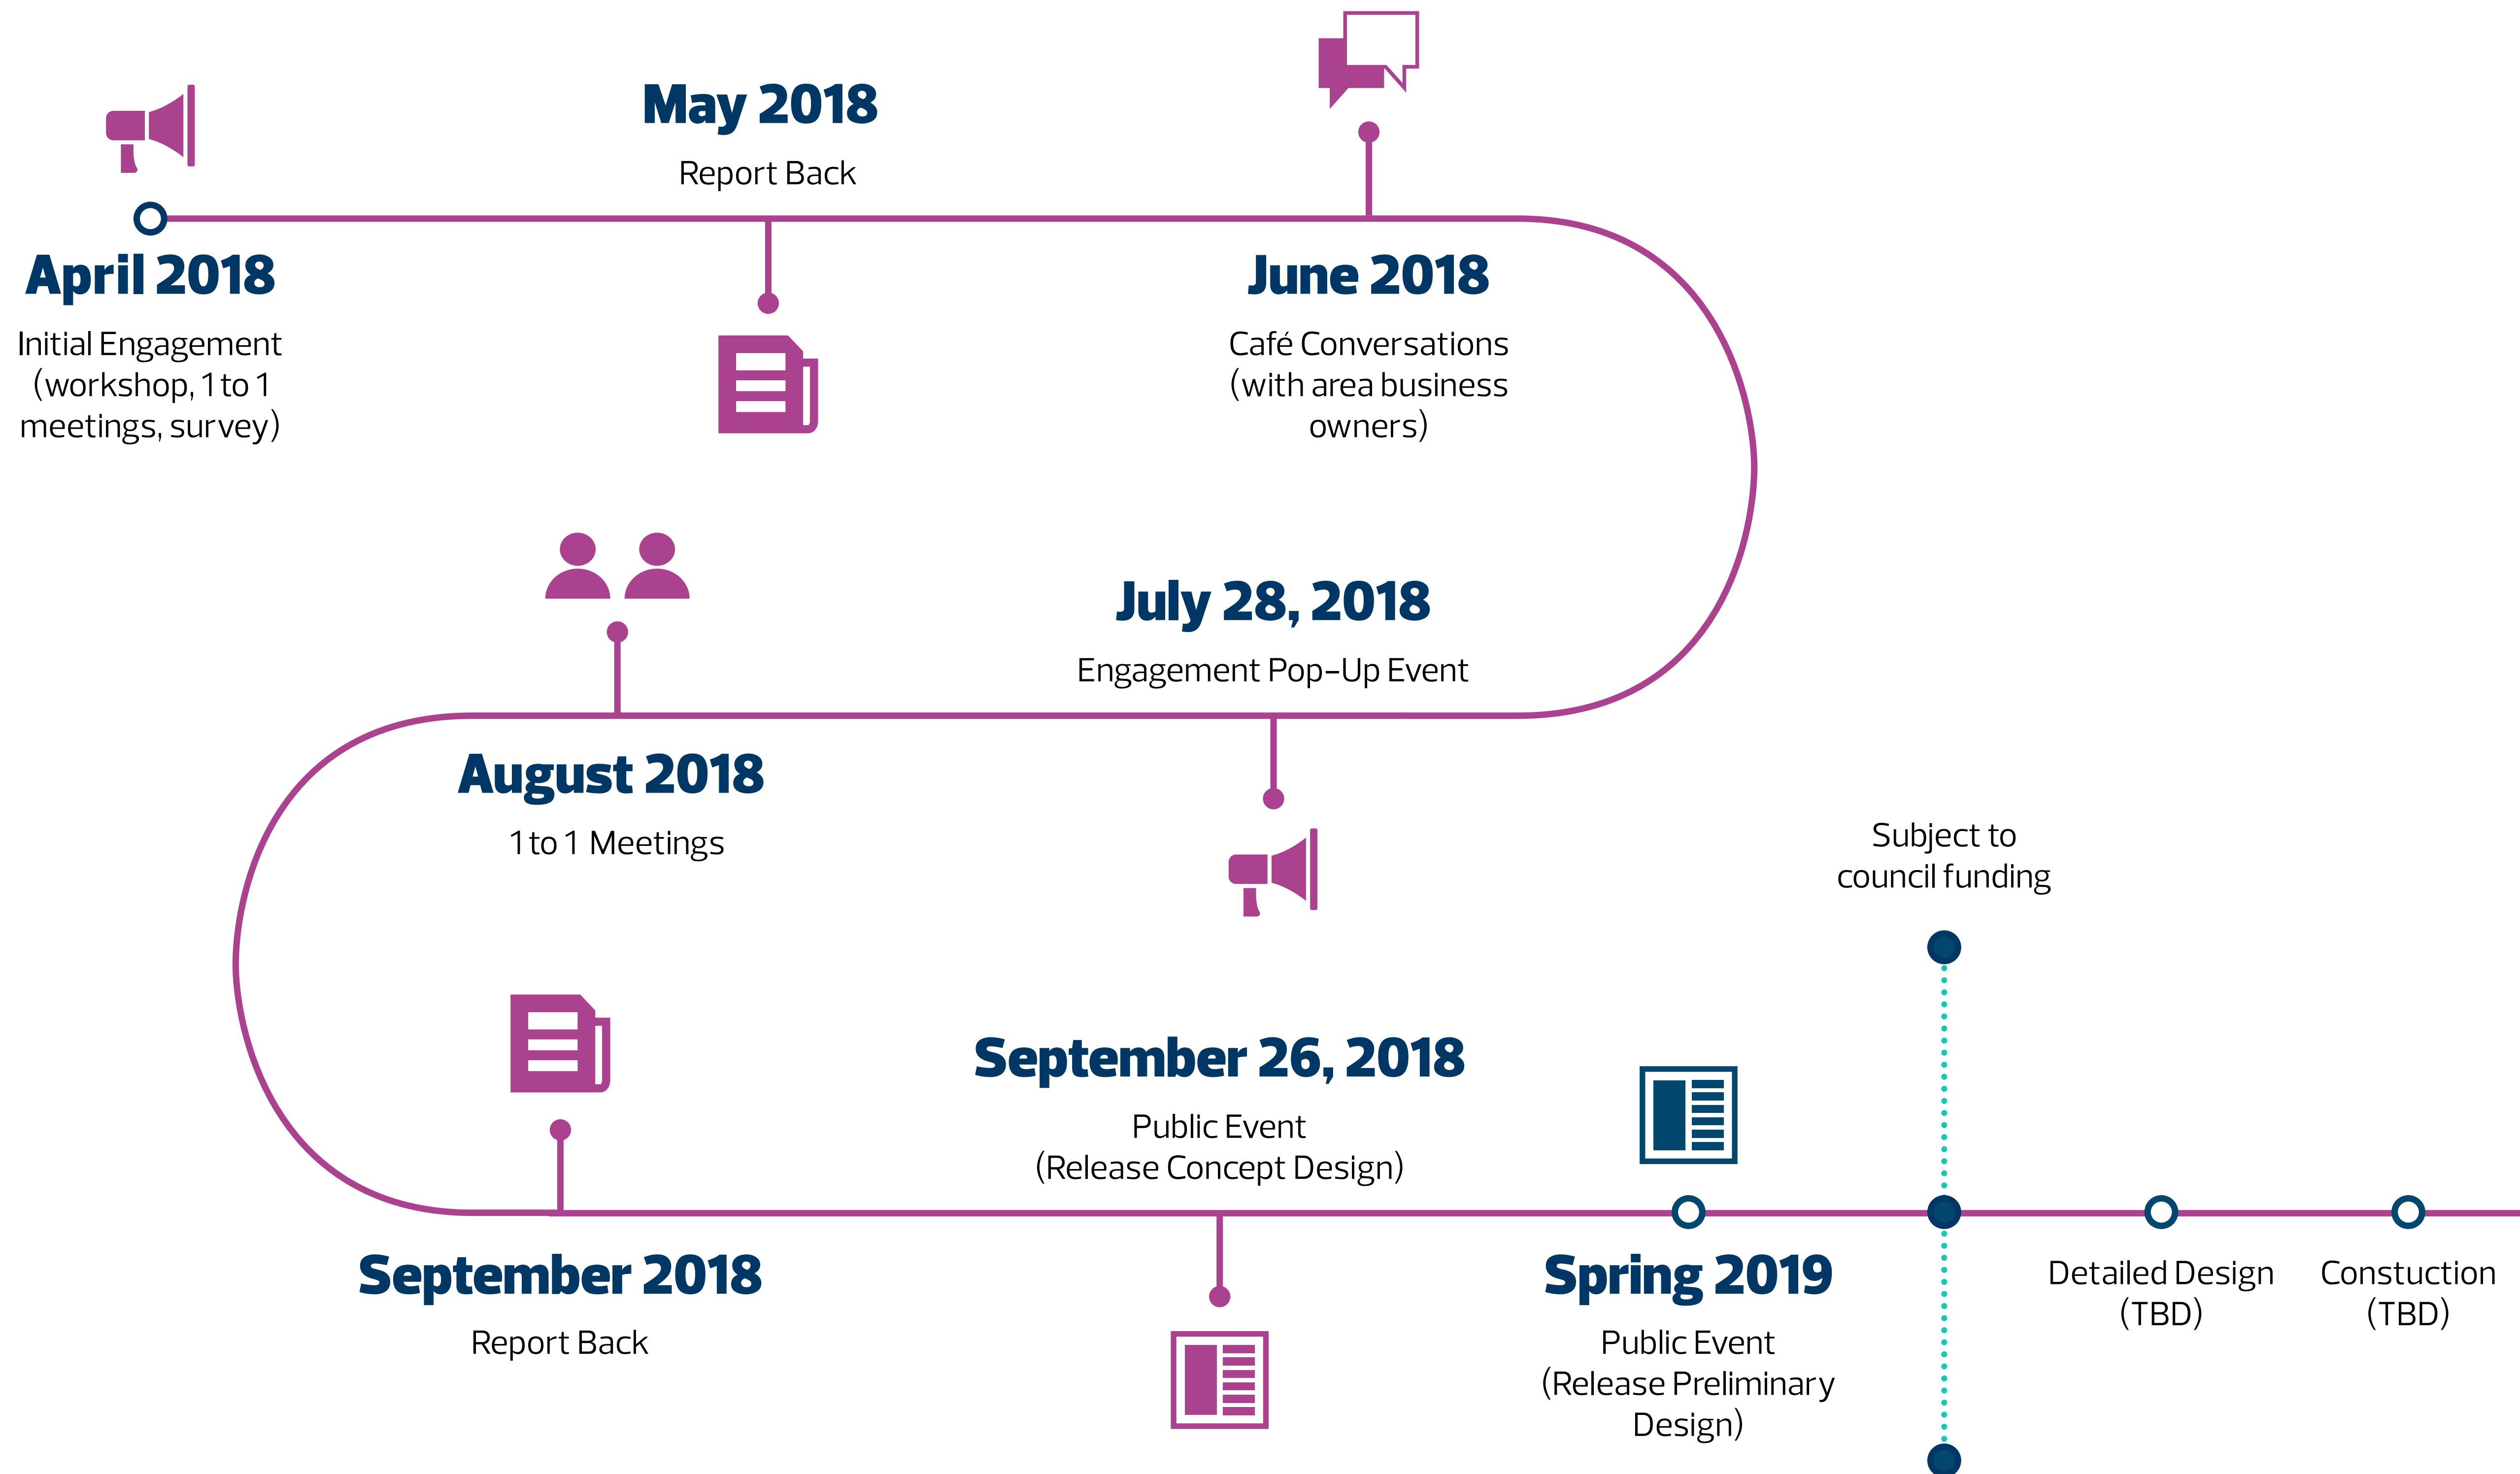 April 2018
Initial Engagement
(workshop, 1 to 1
meetings, survey)
May 2018
Report Back
June 2018
Café Conversations
(with area business
owners)
July 28, 2018
Engagement Pop-Up Event
August 2018
1 to 1 Meetings
September 2018
Report Back
September 26, 2018
Public Event
(Release Concept Design)
Spring 2019
Public Event
(Release Preliminary
Design)
Subject to
council funding
Detailed Design
(TBD)
Constuction
(TBD)